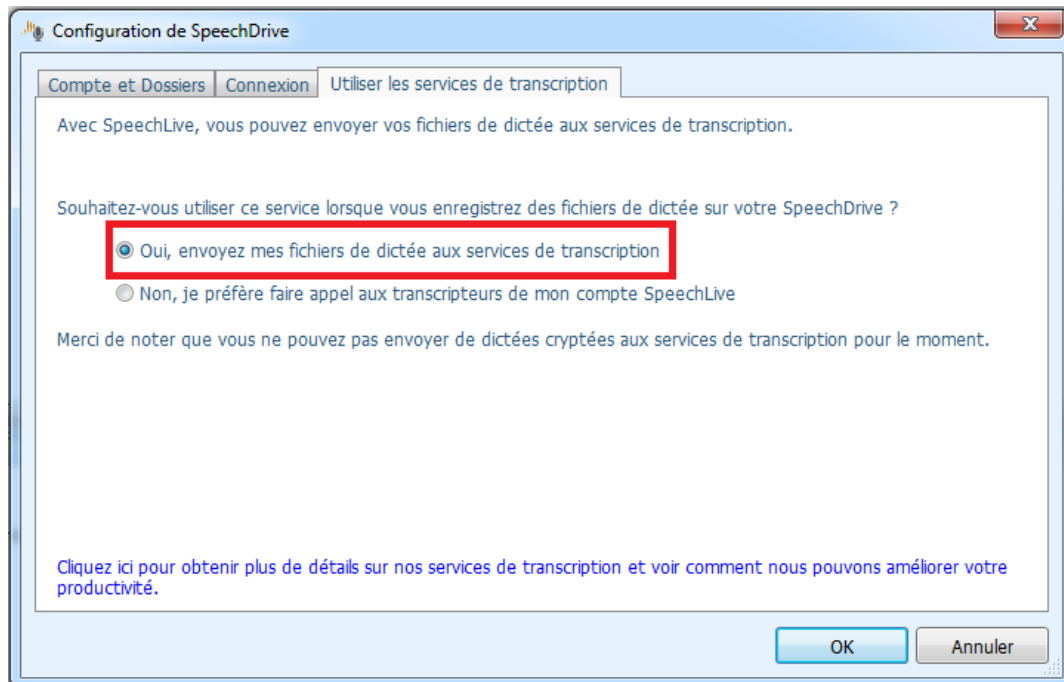 Configuration de SpeechDrive
Compte et Dossiers Connexion Utiliser les services de transcription
Avec SpeechLive, vous pouvez envoyer vos fichiers de dictée aux services de transcription.
Souhaitez-vous utiliser ce service lorsque vous enregistrez des fichiers de dictée sur votre SpeechDrive ?
Oui, envoyez mes fichiers de dictée aux services de transcription
Non, je préfère faire appel aux transcripteurs de mon compte SpeechLive
Merci de noter que vous ne pouvez pas envoyer de dictées cryptées aux services de transcription pour le moment.
Cliquez ici pour obtenir plus de détails sur nos services de transcription et voir comment nous pouvons améliorer votre
productivité.
OK Annuler